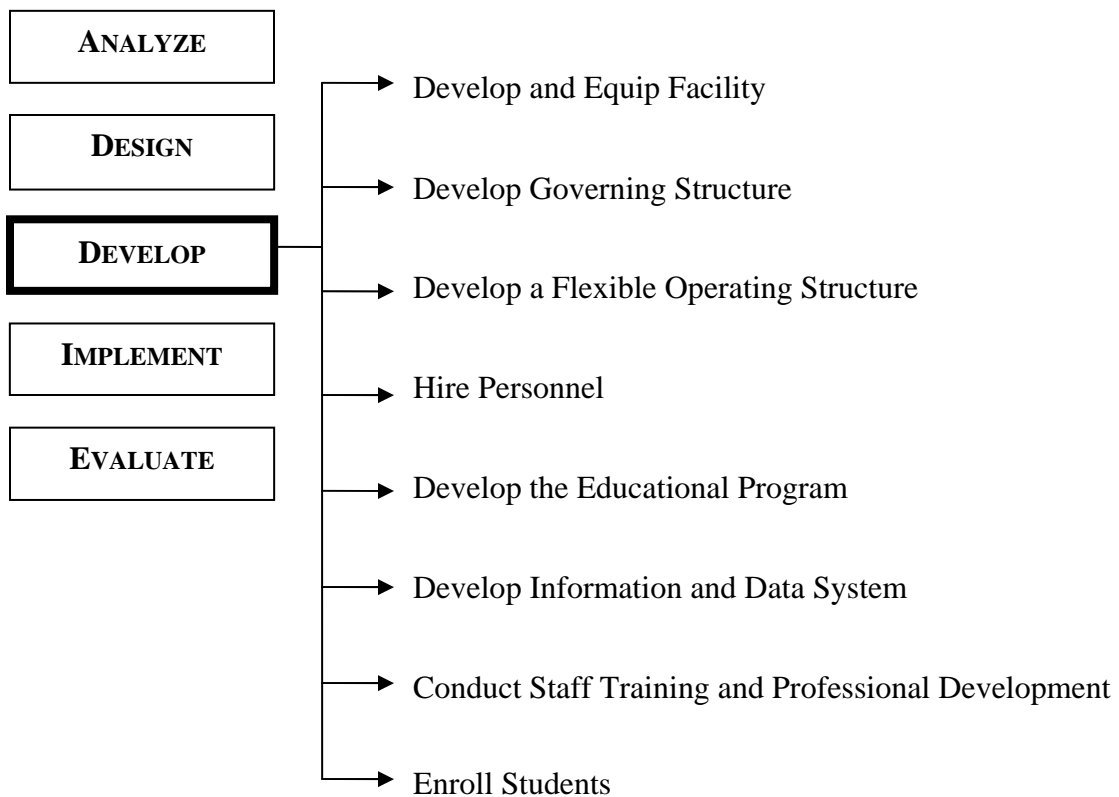 ANALYZE
DESIGN
DEVELOP
IMPLEMENT
EVALUATE
Develop and Equip Facility
Develop Governing Structure
Develop a Flexible Operating Structure
Hire Personnel
Develop the Educational Program
Develop Information and Data System
Conduct Staff Training and Professional Development
Enroll Students